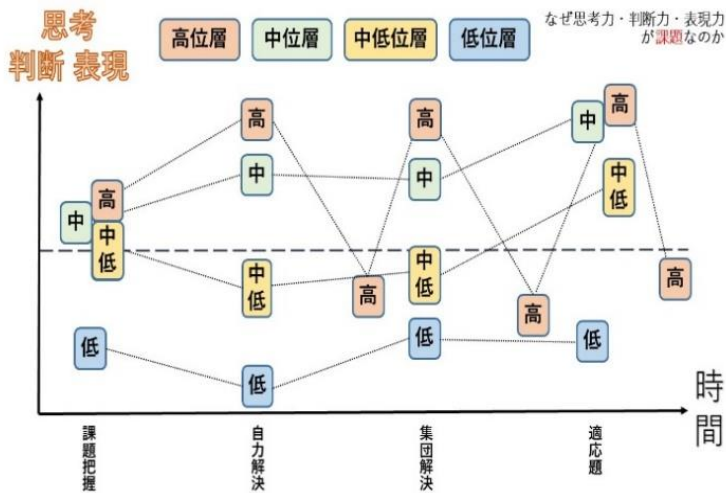 思考
判断 表現
高位層
中位層
中低位層
低位層
なぜ思考力・判断力・表現力
が課題なのか
高
中
中低
低
高
中
中低
低
高
高
中
中低
低
高
中
高
中低
低
高
時間
課題把握
自力解決
集団解決
適応題